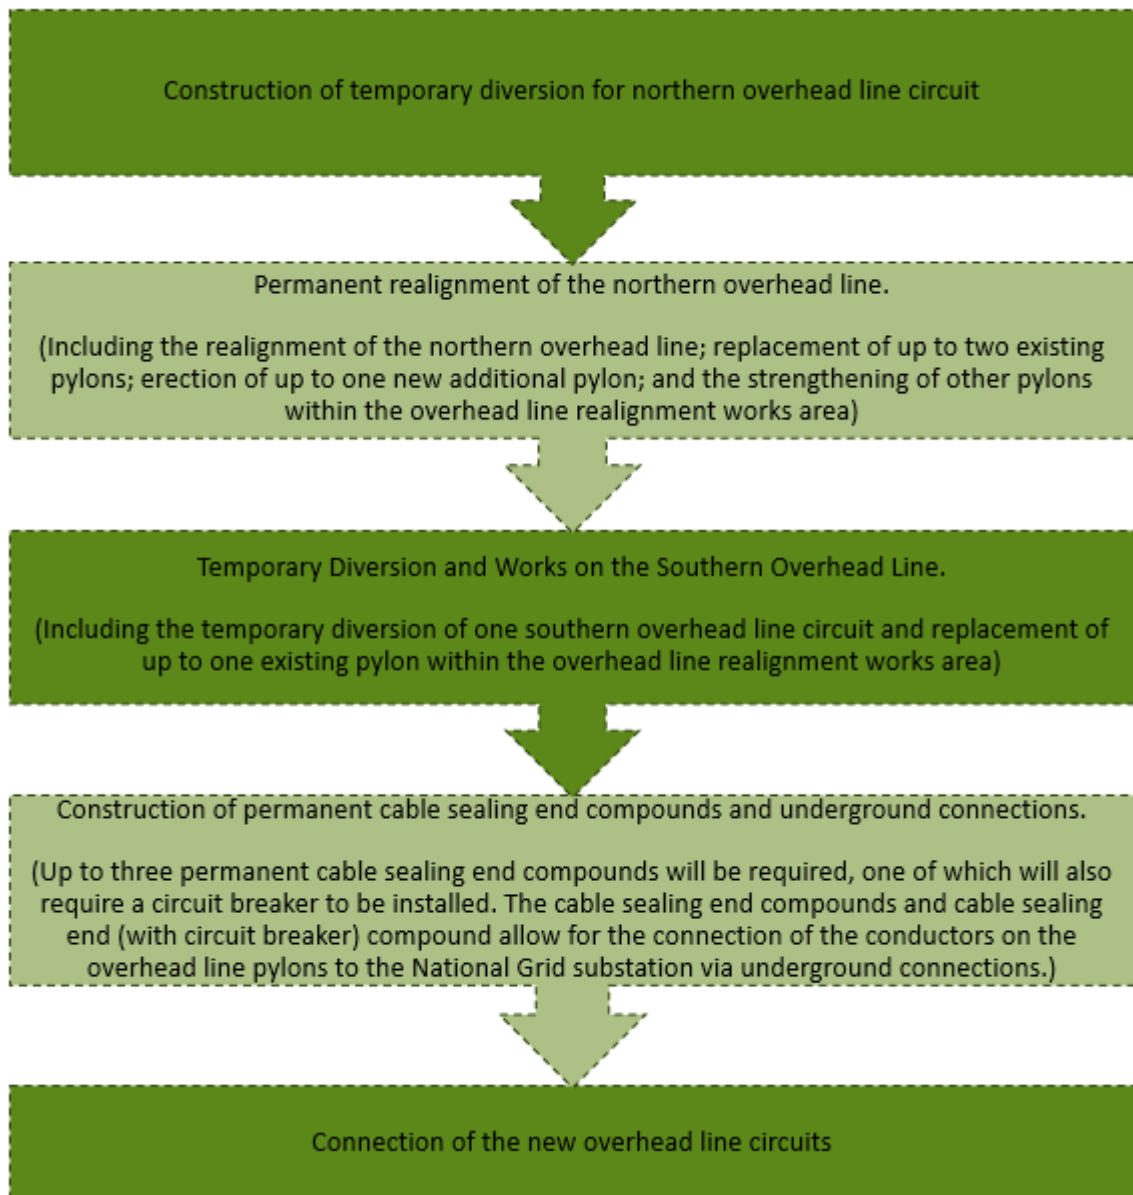 Construction of temporary diversion for northern overhead line circuit
Permanent realignment of the northern overhead line.
(Including the realignment of the northern overhead line; replacement of up to two existing
pylons; erection of up to one new additional pylon; and the strengthening of other pylons
within the overhead line realignment works area)
Temporary Diversion and Works on the Southern Overhead Line.
(Including the temporary diversion of one southern overhead line circuit and replacement of
up to one existing pylon within the overhead line realignment works area)
Construction of permanent cable sealing end compounds and underground connections.
(Up to three permanent cable sealing end compounds will be required, one of which will also
require a circuit breaker to be installed. The cable sealing end compounds and cable sealing
end (with circuit breaker) compound allow for the connection of the conductors on the
overhead line pylons to the National Grid substation via underground connections.)
Connection of the new overhead line circuits